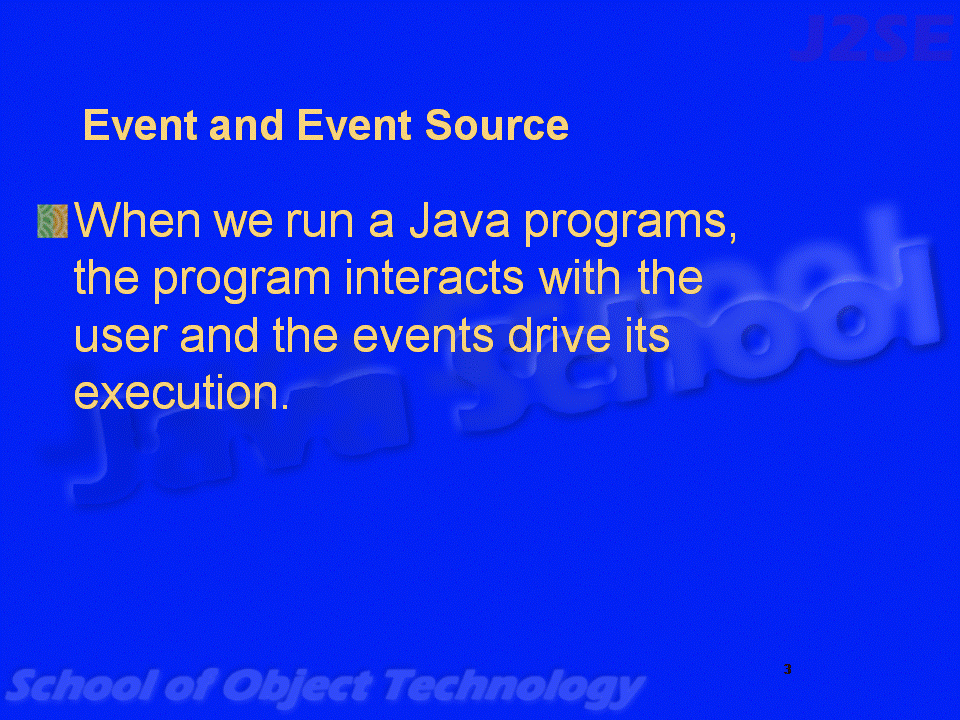 J2SE
Event and Event Source
When we run a Java programs,
the program interacts with the
user and the events drive its
execution.
Java School
School of Object Technology
3